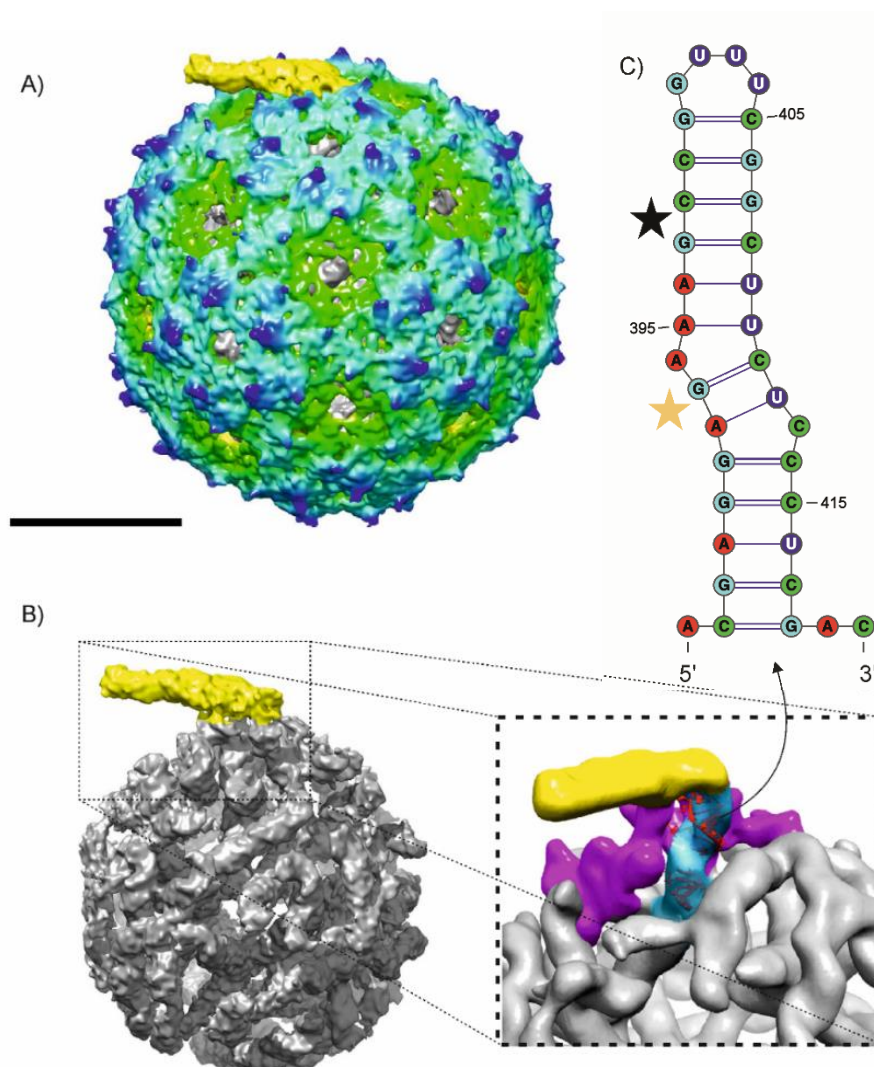 A)
B)
C)
U U
G U
G C 405
C G
C G
G C
A U
395 A U
A C
G U
A C
G C
G C 415
A U
G C
A C G A C
5' 3'